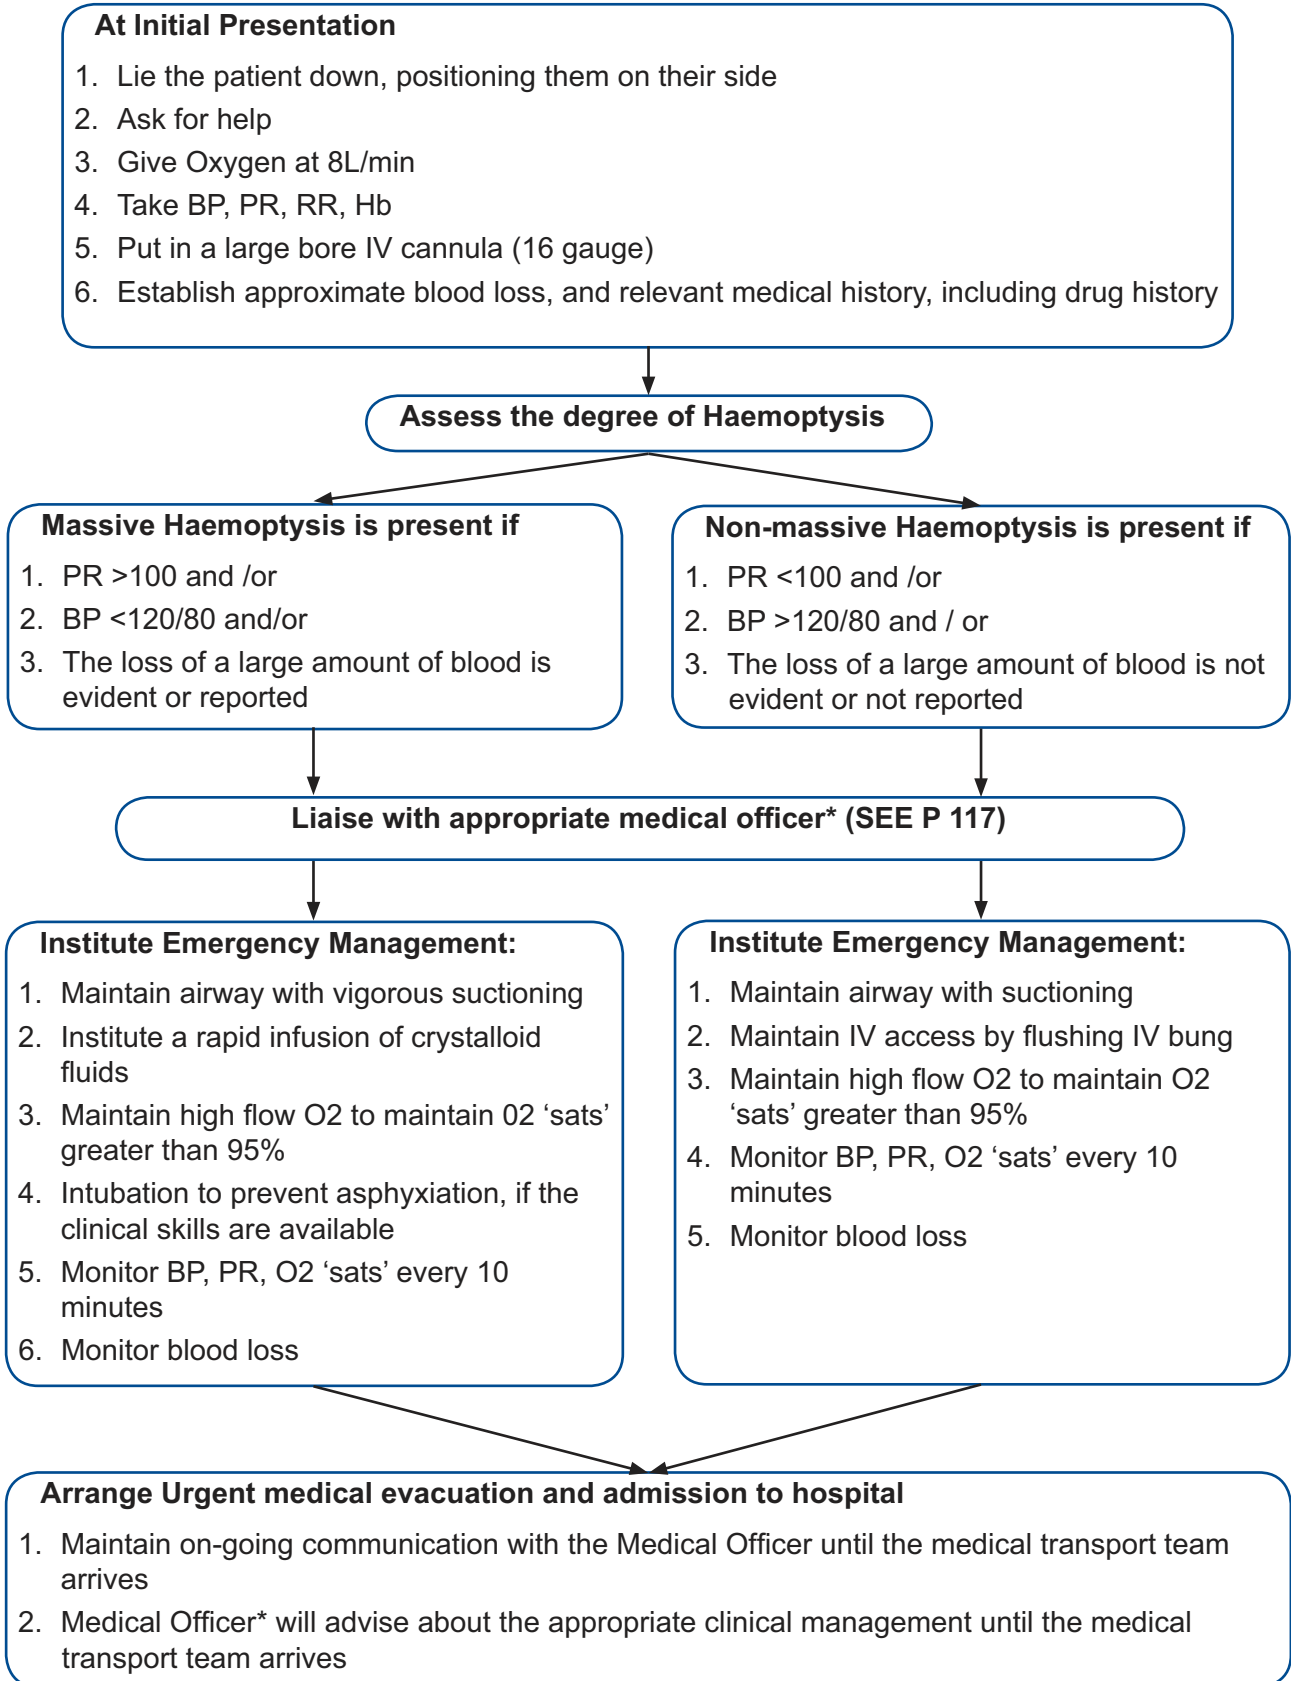 At Initial Presentation
1. Lie the patient down, positioning them on their side
2. Ask for help
3. Give Oxygen at 8L/min
4. Take BP, PR, RR, Hb
5. Put in a large bore IV cannula (16 gauge)
6. Establish approximate blood loss, and relevant medical history, including drug history
Assess the degree of Haemoptysis
Massive Haemoptysis is present if
1. PR >100 and /or
2. BP <120/80 and/or
3. The loss of a large amount of blood is
evident or reported
Non-massive Haemoptysis is present if
1. PR <100 and /or
2. BP >120/80 and / or
3. The loss of a large amount of blood is not
evident or not reported
Liaise with appropriate medical officer* (SEE P 117)
Institute Emergency Management:
1. Maintain airway with vigorous suctioning
2. Institute a rapid infusion of crystalloid
fluids
3. Maintain high flow O2 to maintain 02 ‘sats’
greater than 95%
4. Intubation to prevent asphyxiation, if the
clinical skills are available
5. Monitor BP, PR, O2 ‘sats’ every 10
minutes
6. Monitor blood loss
Institute Emergency Management:
1. Maintain airway with suctioning
2. Maintain IV access by flushing IV bung
3. Maintain high flow O2 to maintain O2
‘sats’ greater than 95%
4. Monitor BP, PR, O2 ‘sats’ every 10
minutes
5. Monitor blood loss
Arrange Urgent medical evacuation and admission to hospital
1. Maintain on-going communication with the Medical Officer until the medical transport team
arrives
2. Medical Officer* will advise about the appropriate clinical management until the medical
transport team arrives